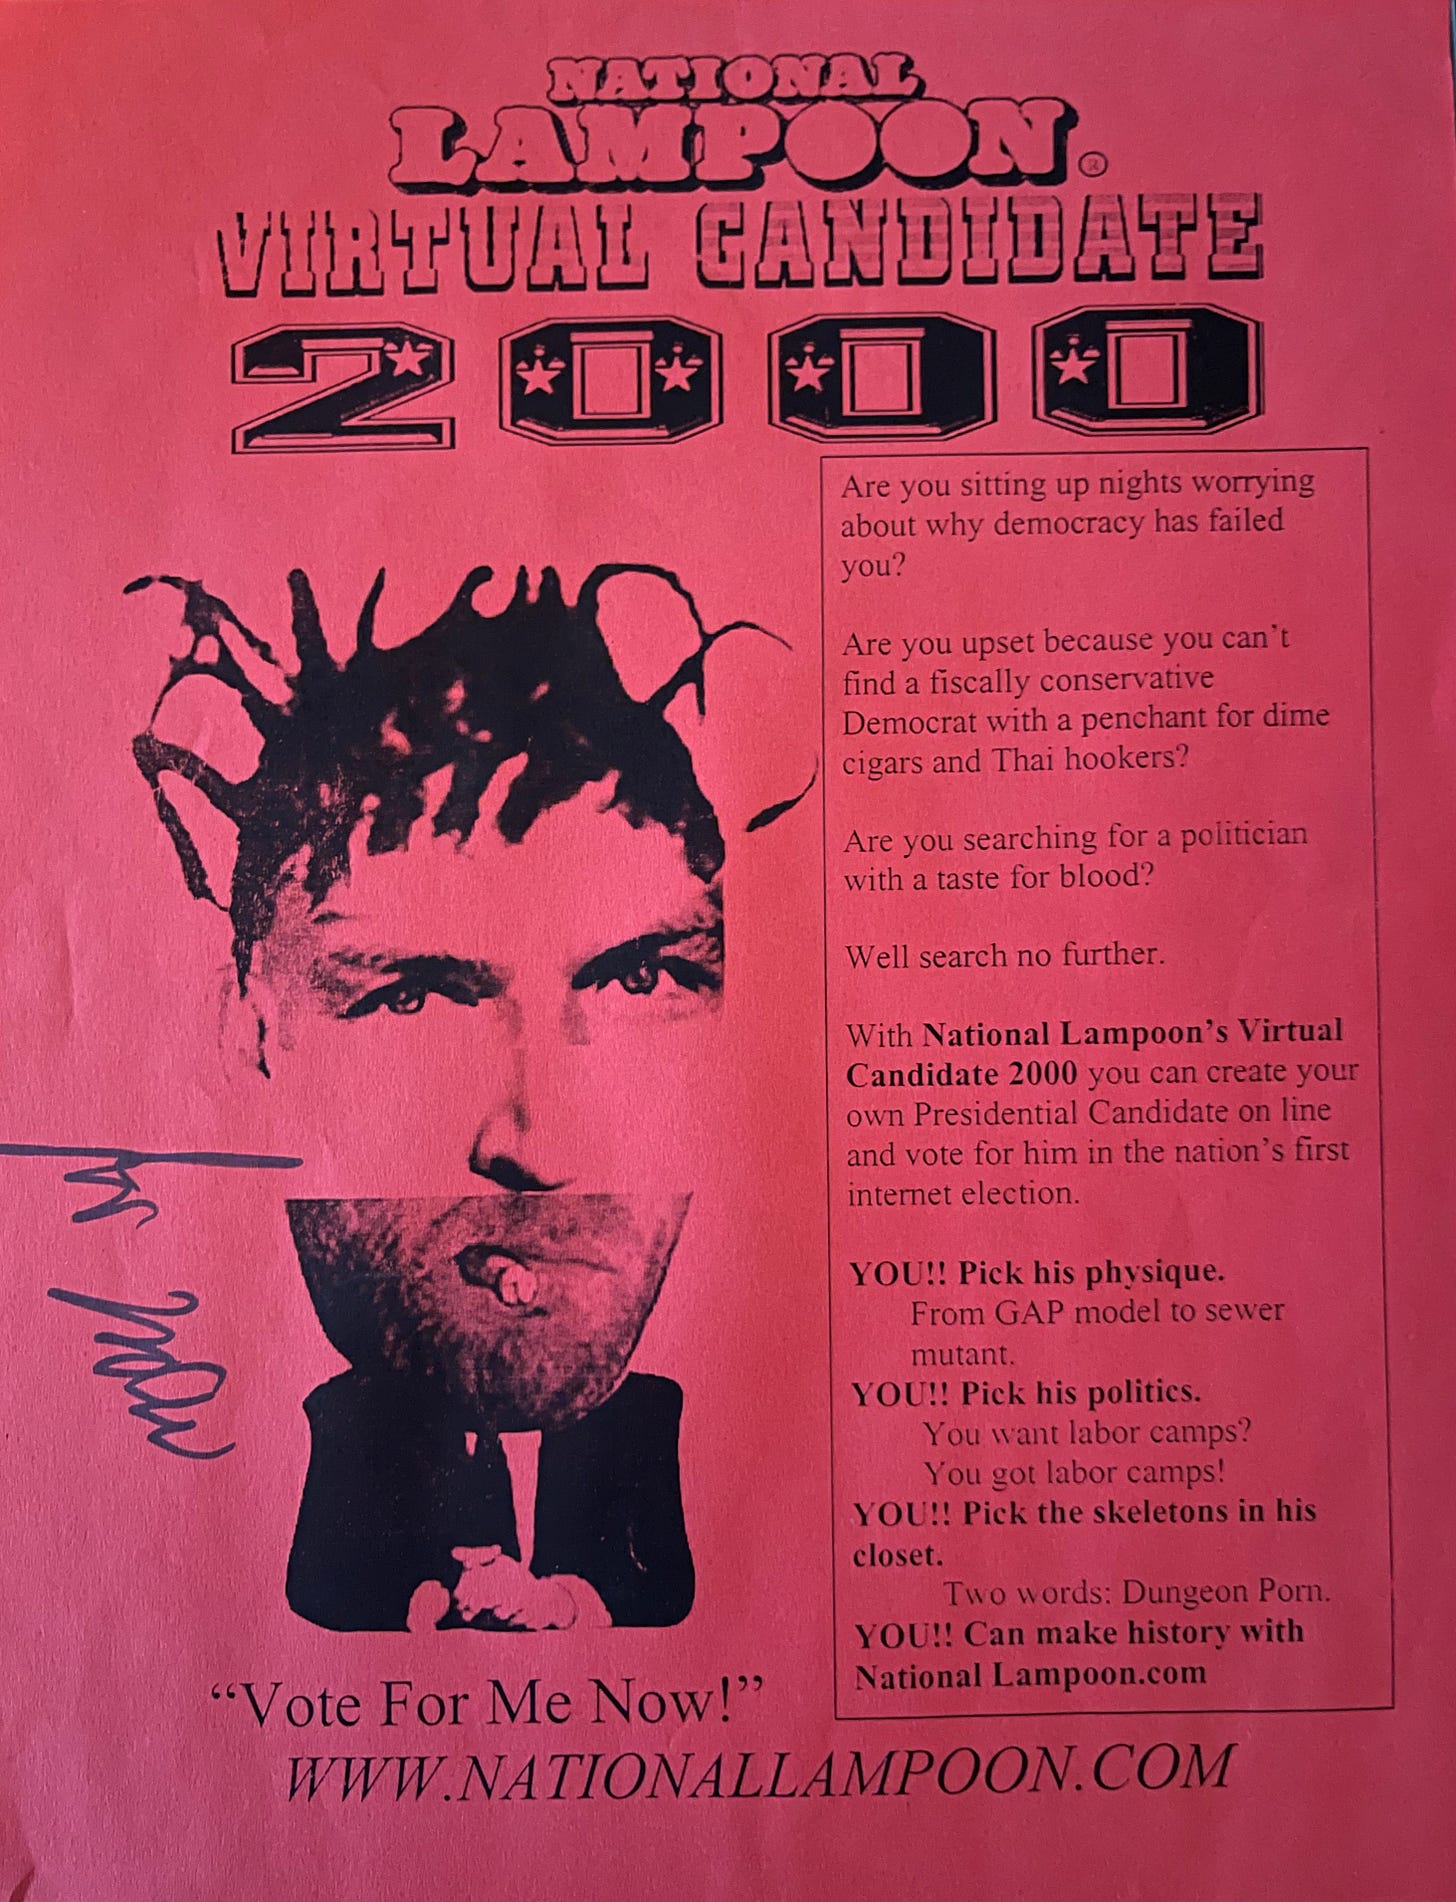 NATIONAL
LAMPOON®
VIRTUAL CANDIDATE
2000
Are you sitting up nights worrying
about why democracy has failed
you?
Are you upset because you can't
find a fiscally conservative
Democrat with a penchant for dime
cigars and Thai hookers?
Are you searching for a politician
with a taste for blood?
Well search no further.
With National Lampoon's Virtual
Candidate 2000 you can create your
own Presidential Candidate on line
and vote for him in the nation's first
internet election.
YOU!! Pick his physique.
From GAP model to sewer
mutant.
YOU!! Pick his politics.
You want labor camps?
You got labor camps!
YOU!! Pick the skeletons in his
closet.
Two words: Dungeon Porn.
YOU!! Can make history with
National Lampoon.com
“Vote For Me Now!”
WWW.NATIONALLAMPOON.COM